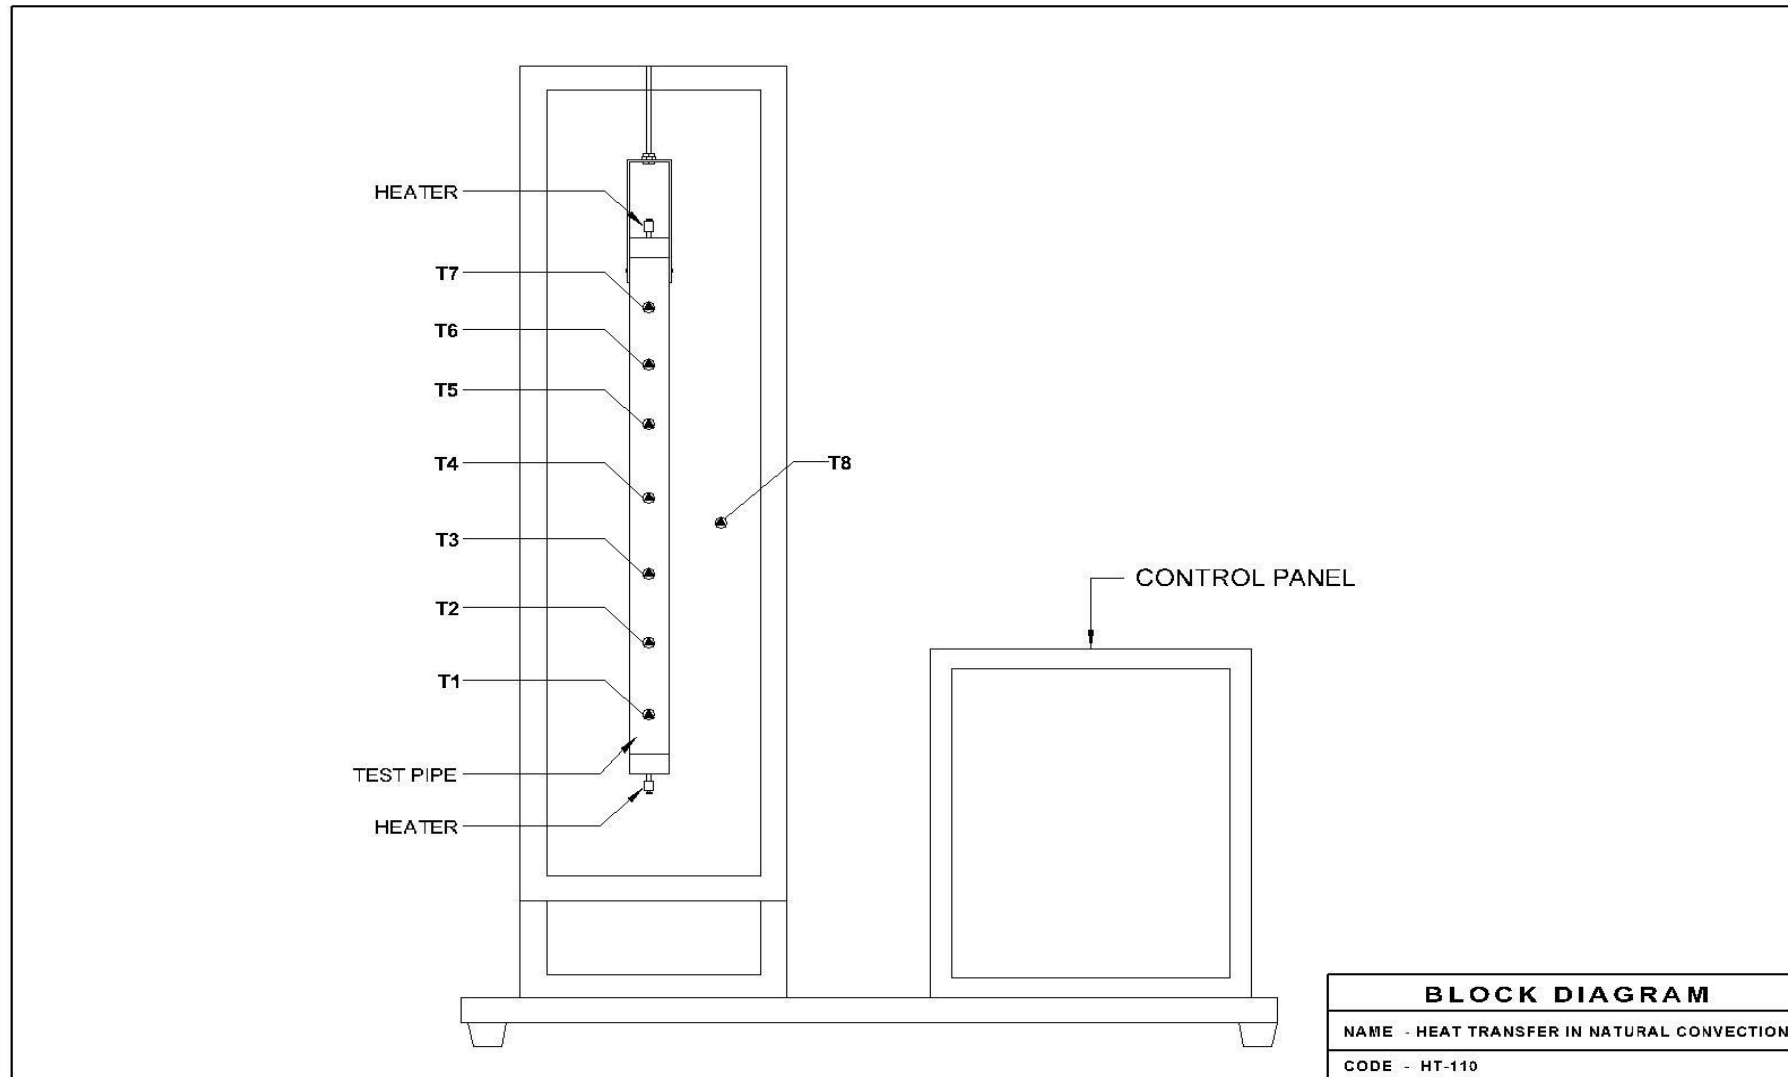 HEATER
T7
T6
T5
T4
T8
T3
CONTROL PANEL
T2
T1
TEST PIPE
HEATER
BLOCK DIAGRAM
NAME - HEAT TRANSFER IN NATURAL CONVECTION
CODE - HT-110